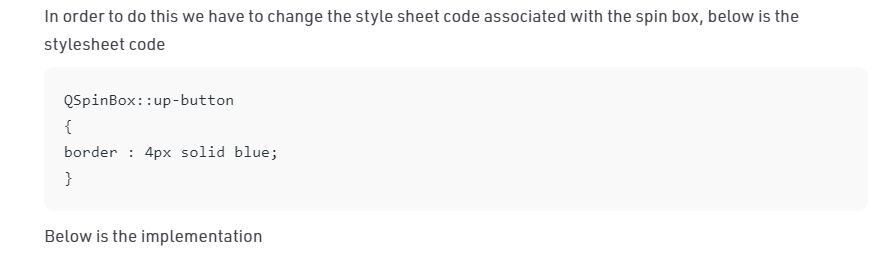 In order to do this we have to change the style sheet code associated with the spin box, below is the
stylesheet code
QSpinBox::up-button
{
border : 4px solid blue;
}
Below is the implementation